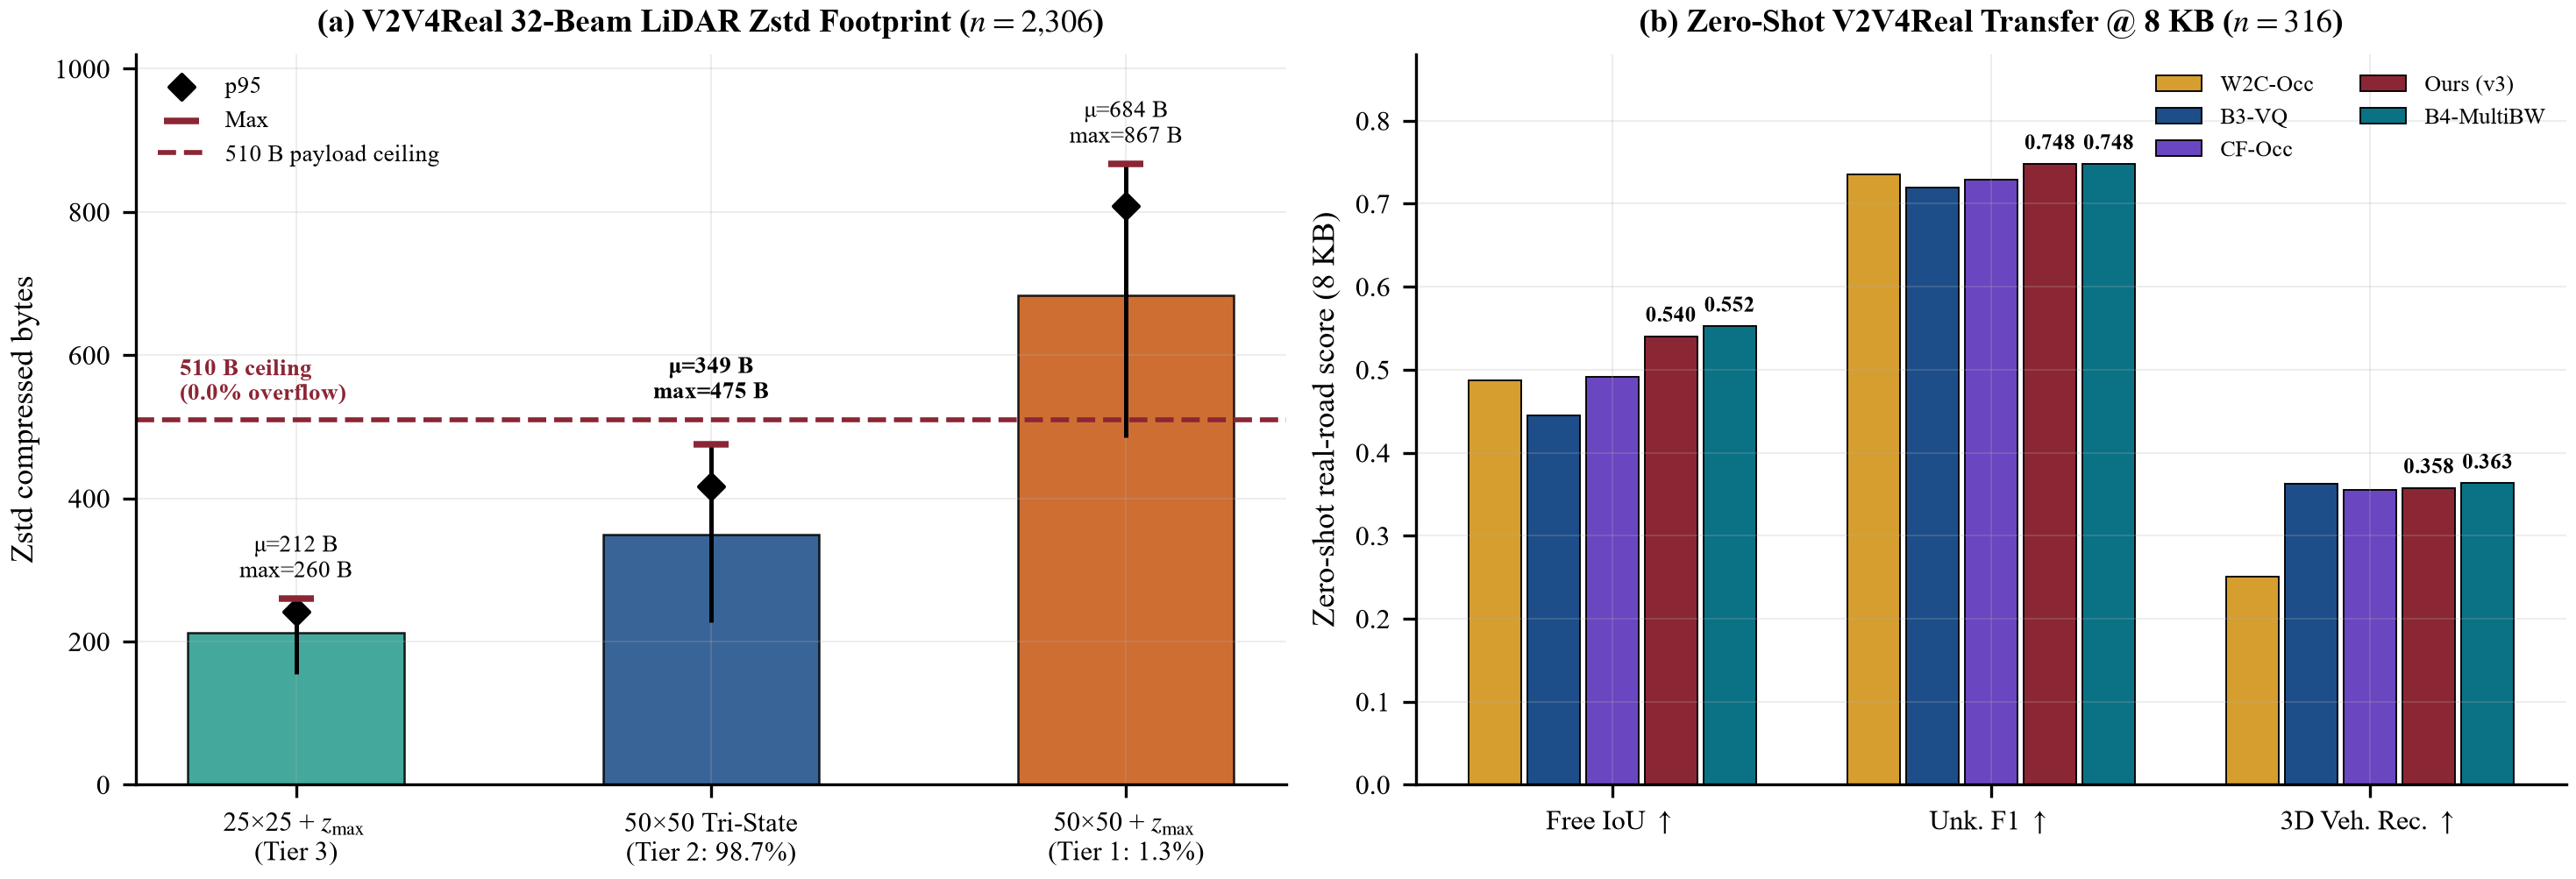 (a) V2V4Real 32-Beam LiDAR Zstd Footprint (n = 2,306)
Zstd compressed bytes
1000
800
600
400
200
0
p95
Max
510 B payload ceiling
510 B ceiling
(0.0% overflow)
μ=212 B
max=260 B
μ=349 B
max=475 B
μ=684 B
max=867 B
25×25 + zmax
(Tier 3)
50×50 Tri-State
(Tier 2: 98.7%)
50×50 + zmax
(Tier 1: 1.3%)
(b) Zero-Shot V2V4Real Transfer @ 8 KB (n = 316)
Zero-shot real-road score (8 KB)
0.8
0.7
0.6
0.5
0.4
0.3
0.2
0.1
0.0
W2C-Occ
B3-VQ
CF-Occ
Ours (v3)
B4-MultiBW
0.540 0.552
0.748 0.748
0.358 0.363
Free IoU ↑
Unk. F1 ↑
3D Veh. Rec. ↑